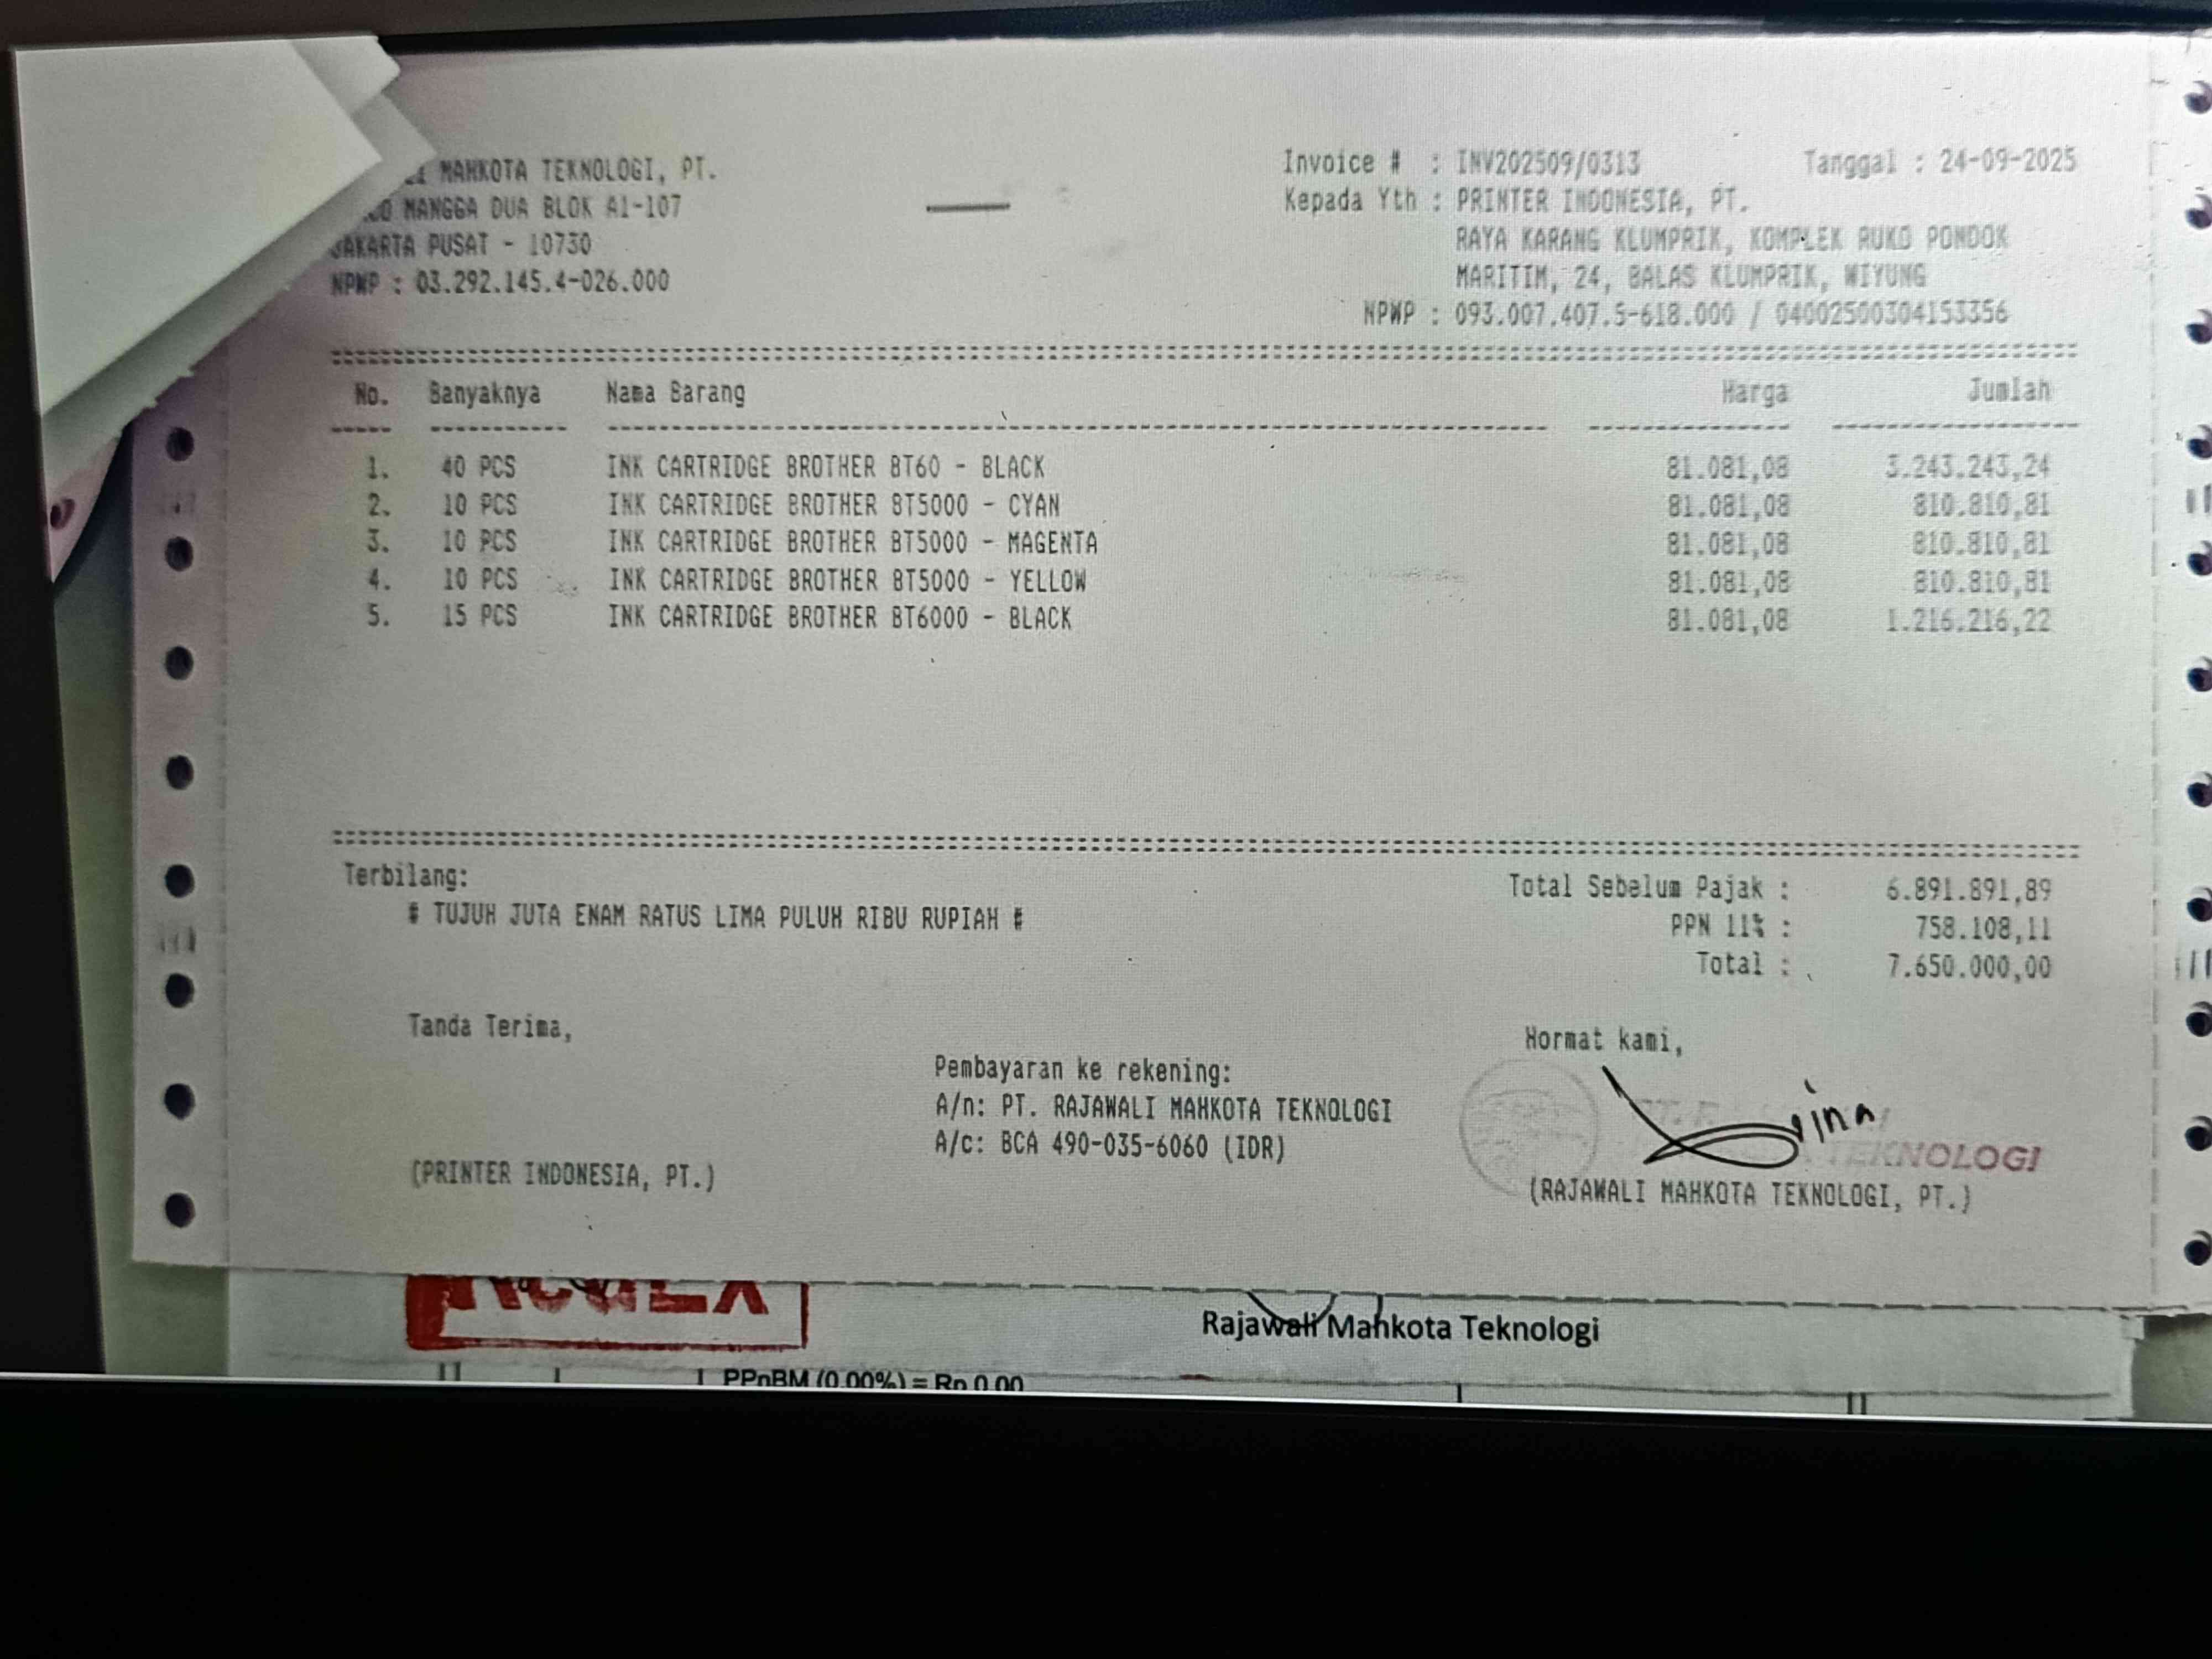 MAHKOTA TEKNOLOGI, PT.
MANGGA DUA BLOK A1-107
JAKARTA PUSAT - 10730
NPWP : 03.292.145.4-026.000
Invoice # : INV202509/0313 Tanggal : 24-09-2025
Kepada Yth : PRINTER INDONESIA, PT.
RAYA KARANG KLUMPRIK, KOMPLEK RUKO PONDOK
MARITIM, 24, BALAS KLUMPRIK, WIYUNG
NPWP : 093.007.407.5-618.000 / 04002500304153356
No. Banyaknya Nama Barang Harga Jumlah
1. 40 PCS INK CARTRIDGE BROTHER BT60 - BLACK 81.081,08 3.243.243,24
2. 10 PCS INK CARTRIDGE BROTHER BT5000 - CYAN 81.081,08 810.810,81
3. 10 PCS INK CARTRIDGE BROTHER BT5000 - MAGENTA 81.081,08 810.810,81
4. 10 PCS INK CARTRIDGE BROTHER BT5000 - YELLOW 81.081,08 810.810,81
5. 15 PCS INK CARTRIDGE BROTHER BT6000 - BLACK 81.081,08 1.216.216,22
Terbilang:
# TUJUH JUTA ENAM RATUS LIMA PULUH RIBU RUPIAH #
Total Sebelum Pajak : 6.891.891,89
PPN 11% : 758.108,11
Total : 7.650.000,00
Tanda Terima,
Hormat kami,
Pembayaran ke rekening:
A/n: PT. RAJAWALI MAHKOTA TEKNOLOGI
A/c: BCA 490-035-6060 (IDR)
TEKNOLOGI
(PRINTER INDONESIA, PT.)
(RAJAWALI MAHKOTA TEKNOLOGI, PT.)
Rajawali Mahkota Teknologi
PPnBM (0.00%) = Rp 0.00